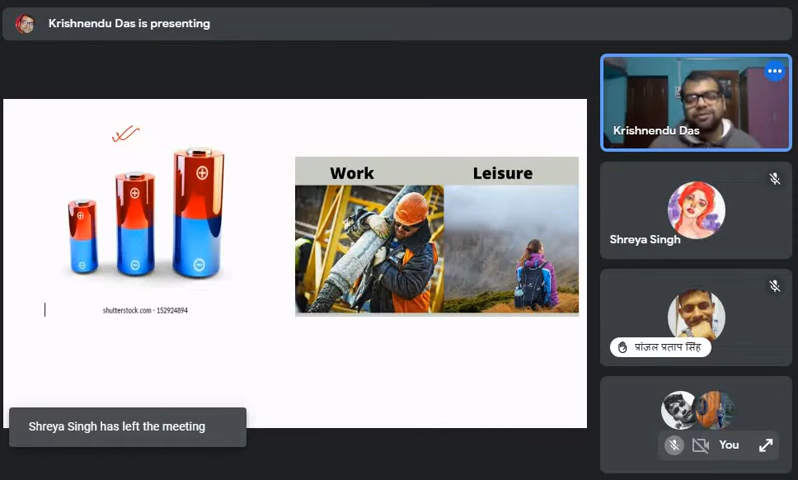 Krishnendu Das is presenting
Work
Leisure
shutterstock.com · 152924894
Shreya Singh has left the meeting
Krishnendu Das
Shreya Singh
प्रांजल प्रताप सिंह
You